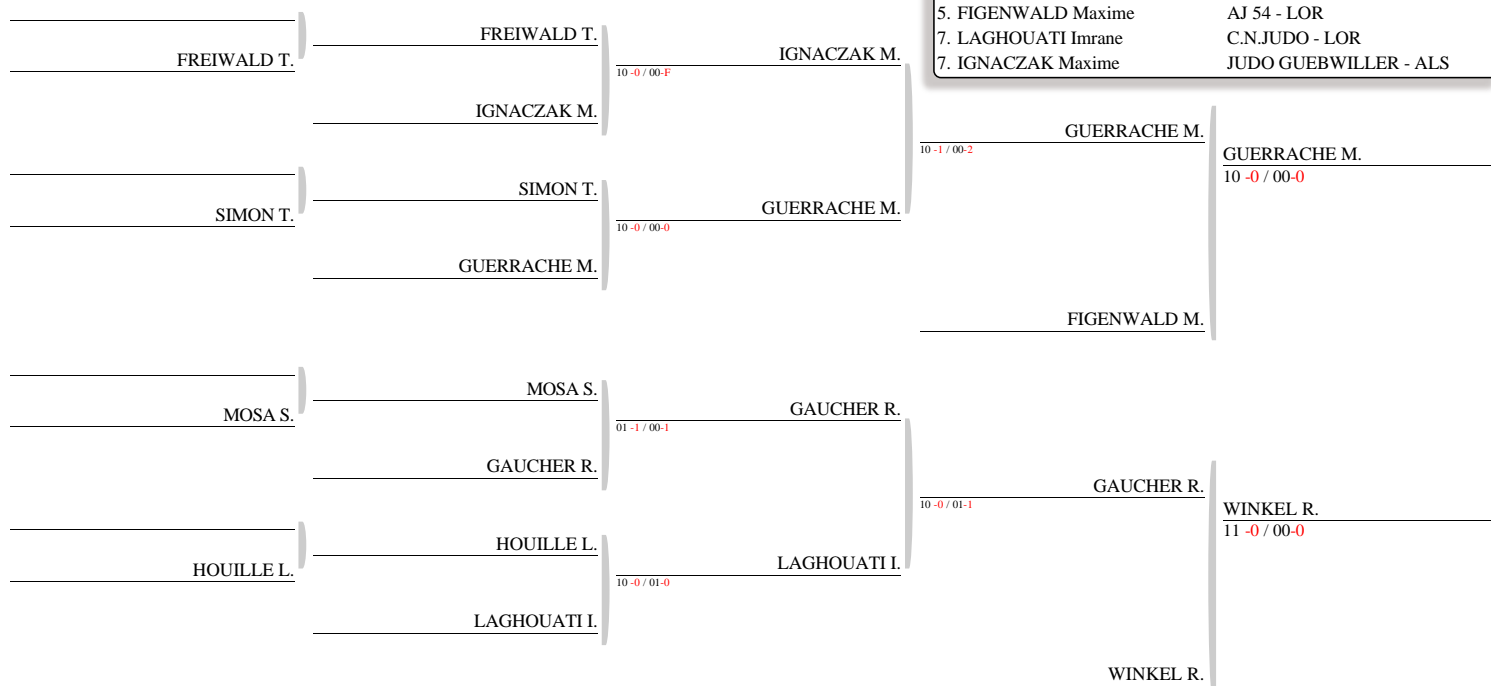 5. FIGENWALD Maxime AJ 54 - LOR
7. LAGHOUATI Imrane C.N.JUDO - LOR
7. IGNACZAK Maxime JUDO GUEBWILLER - ALS
FREIWALD T.
FREIWALD T.
IGNACZAK M.
10 -0 / 00-F
IGNACZAK M.
GUERRACHE M.
10 -1 / 00-2
GUERRACHE M.
10 -0 / 00-0
SIMON T.
SIMON T.
GUERRACHE M.
10 -0 / 00-0
GUERRACHE M.
FIGENWALD M.
MOSA S.
MOSA S.
GAUCHER R.
01 -1 / 00-1
GAUCHER R.
GAUCHER R.
10 -0 / 01-1
WINKEL R.
11 -0 / 00-0
HOUILLE L.
HOUILLE L.
LAGHOUATI I.
10 -0 / 01-0
LAGHOUATI I.
WINKEL R.